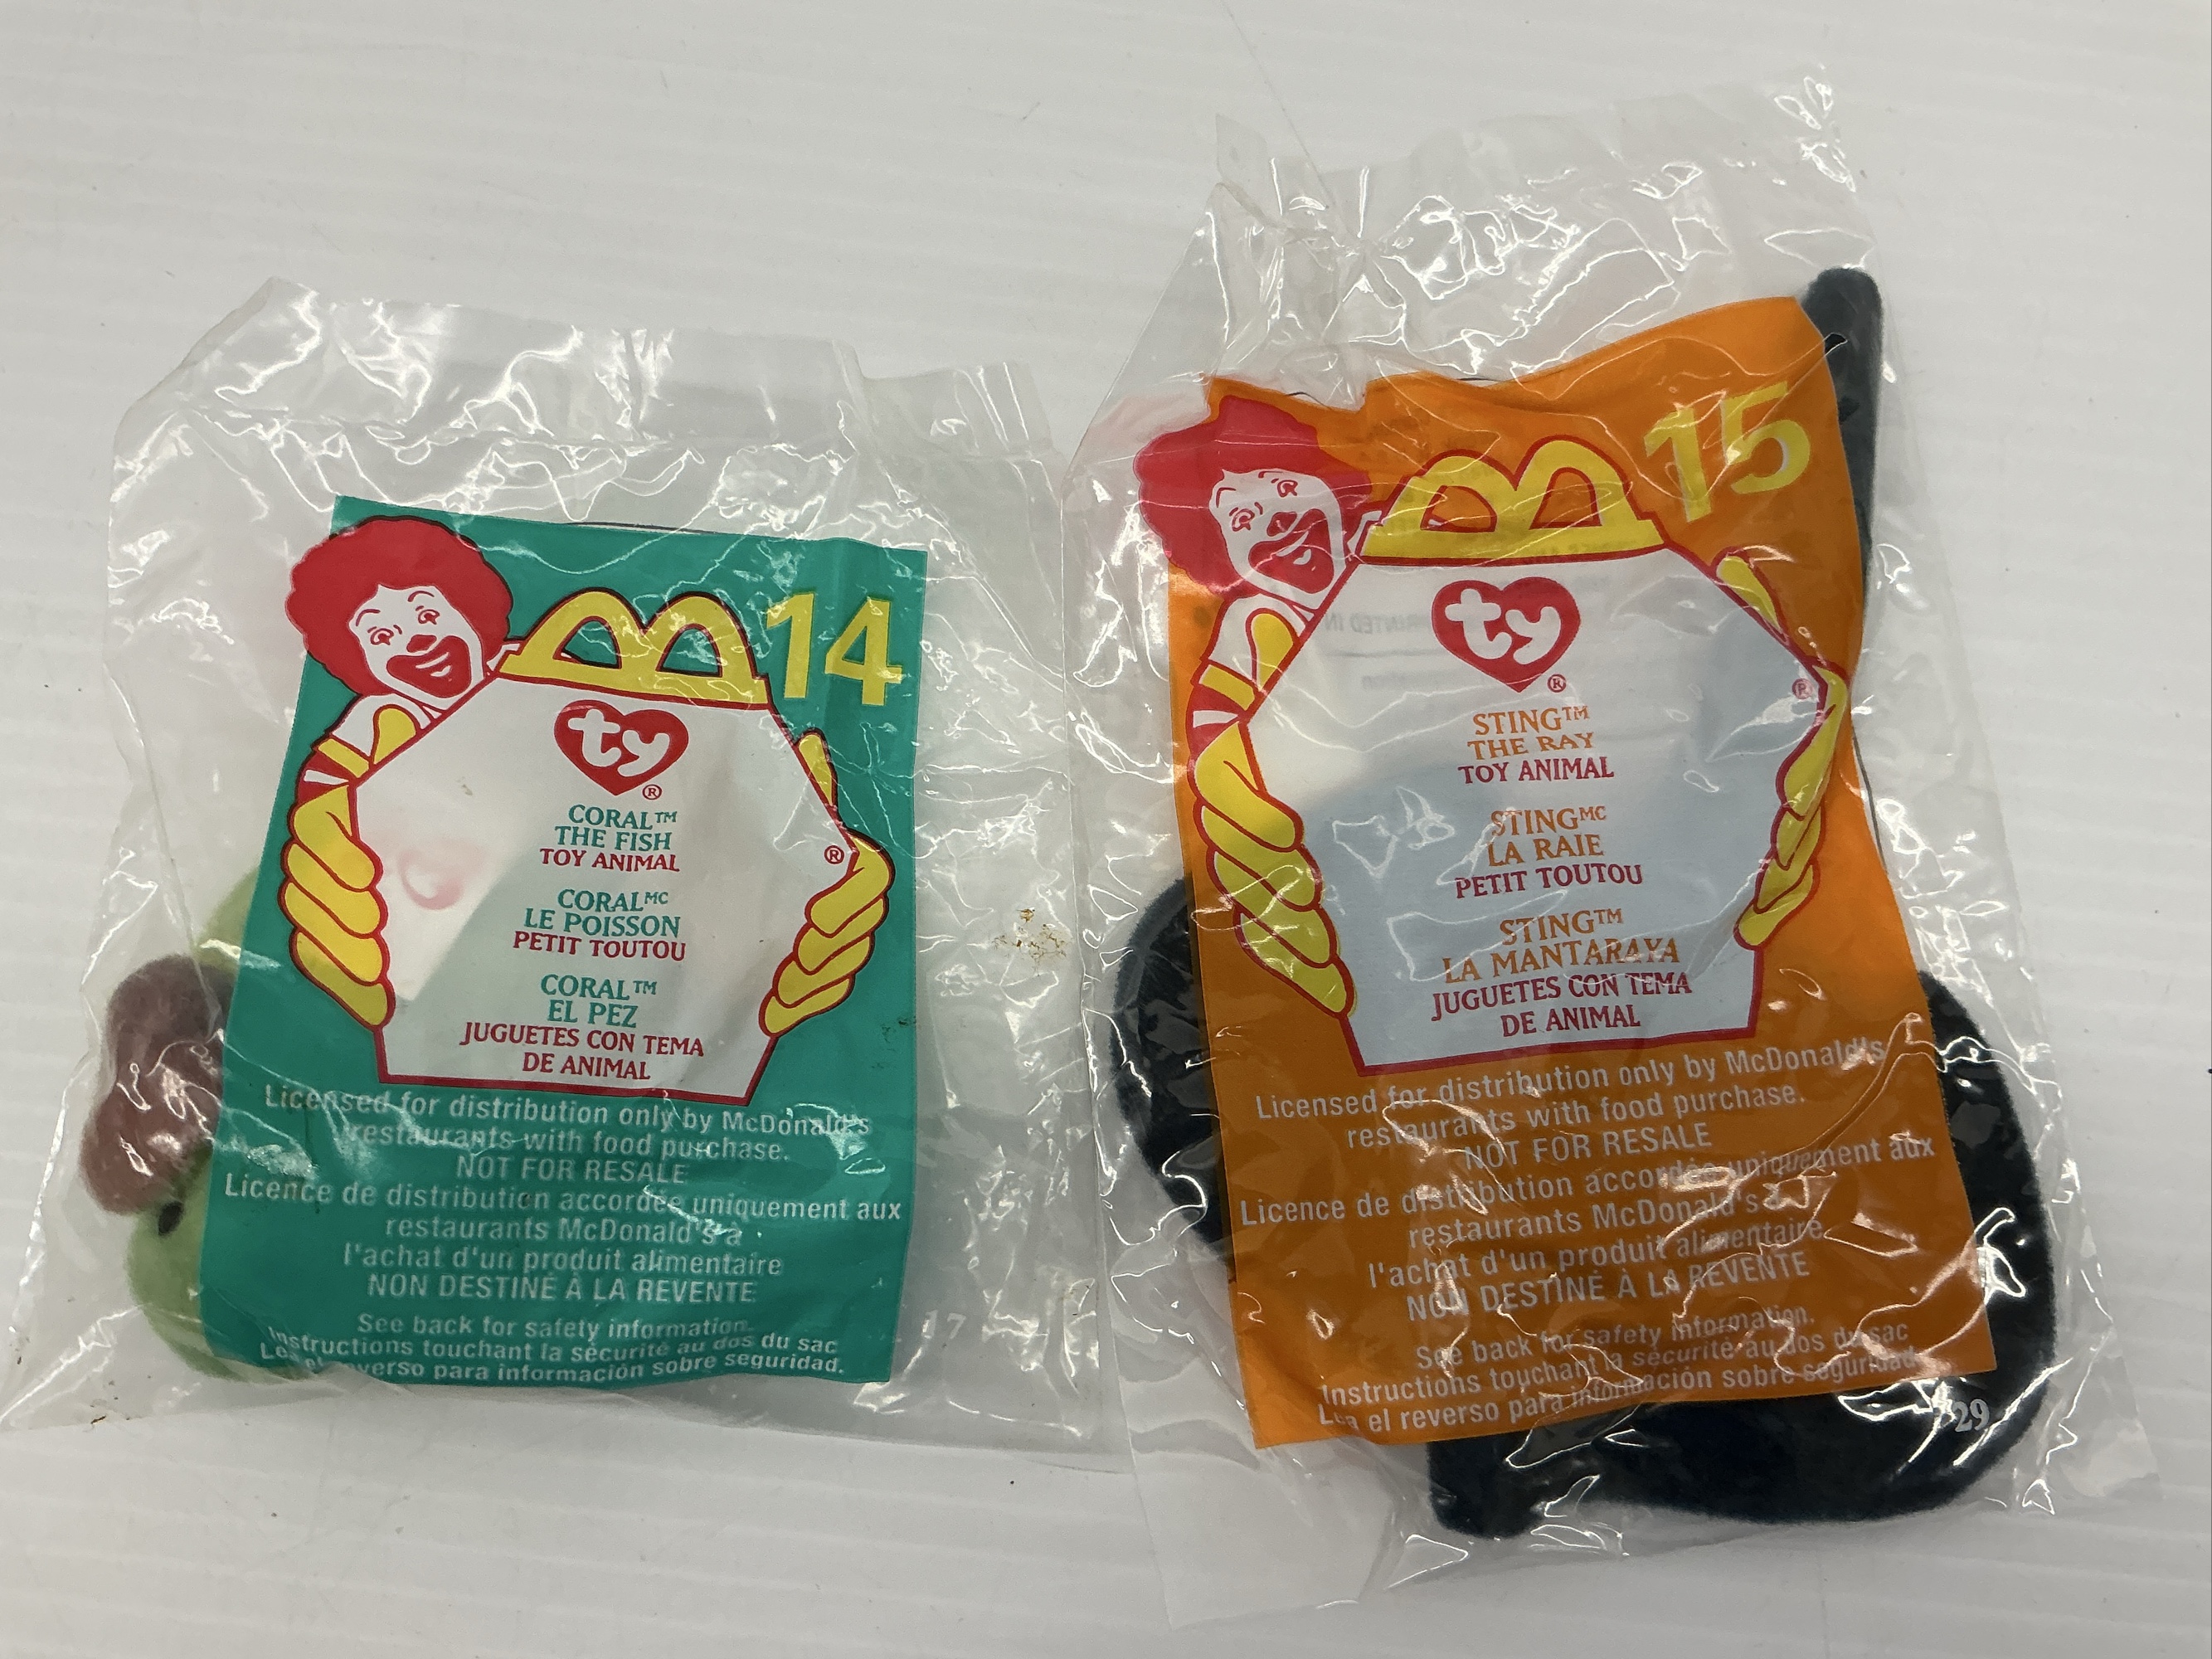 14
ty
®
CORAL™
THE FISH
TOY ANIMAL
®
CORALMC
LE POISSON
PETIT TOUTOU
CORAL™
EL PEZ
JUGUETES CON TEMA
DE ANIMAL
Licensed for distribution only by McDonald's
restaurants with food purchase.
NOT FOR RESALE
Licence de distribution accordée uniquement aux
restaurants McDonald's à
l'achat d'un produit alimentaire
NON DESTINÉ À LA REVENTE
See back for safety information.
Instructions touchant la sécurité au dos du sac
Lea el reverso para información sobre seguridad.
17
15
ty
®
®
STING™
THE RAY
TOY ANIMAL
STINGMC
LA RAIE
PETIT TOUTOU
STING™
LA MANTARAYA
JUGUETES CON TEMA
DE ANIMAL
Licensed for distribution only by McDonald's
restaurants with food purchase.
NOT FOR RESALE
Licence de distribution accordée uniquement aux
restaurants McDonald's à
l'achat d'un produit alimentaire
NON DESTINÉ À LA REVENTE
See back for safety information.
Instructions touchant la sécurité au dos du sac
Lea el reverso para información sobre seguridad
29